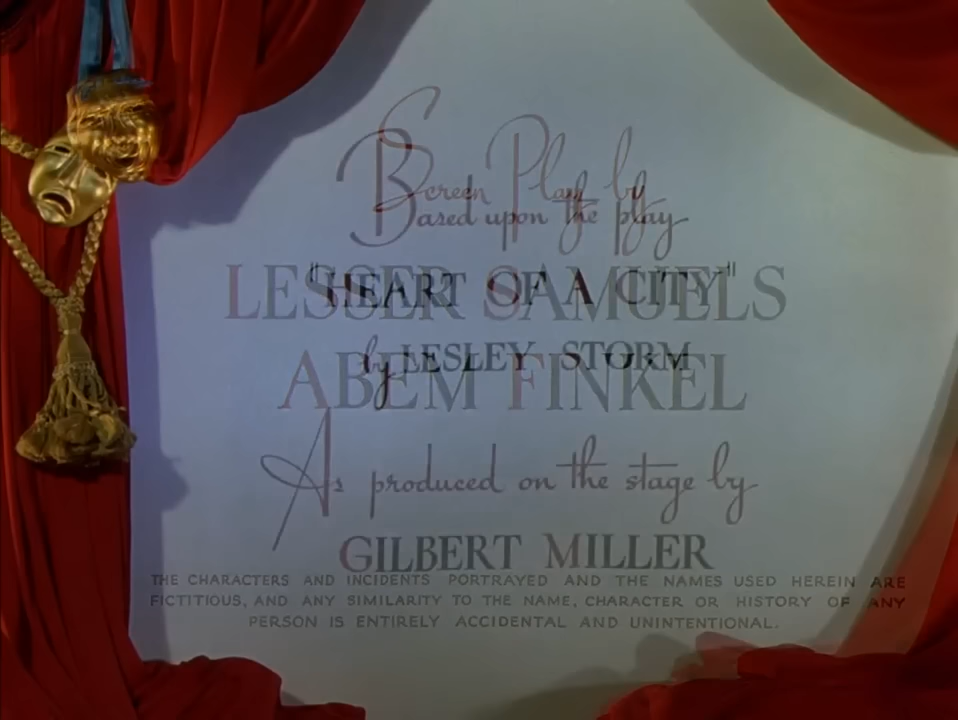 Screen Play by
Based upon the play
LESSER SAMUELS
"HEART OF A CITY"
by LESLEY STORM
ABEM FINKEL
As produced on the stage by
GILBERT MILLER
THE CHARACTERS AND INCIDENTS PORTRAYED AND THE NAMES USED HEREIN ARE
FICTITIOUS, AND ANY SIMILARITY TO THE NAME, CHARACTER OR HISTORY OF ANY
PERSON IS ENTIRELY ACCIDENTAL AND UNINTENTIONAL.